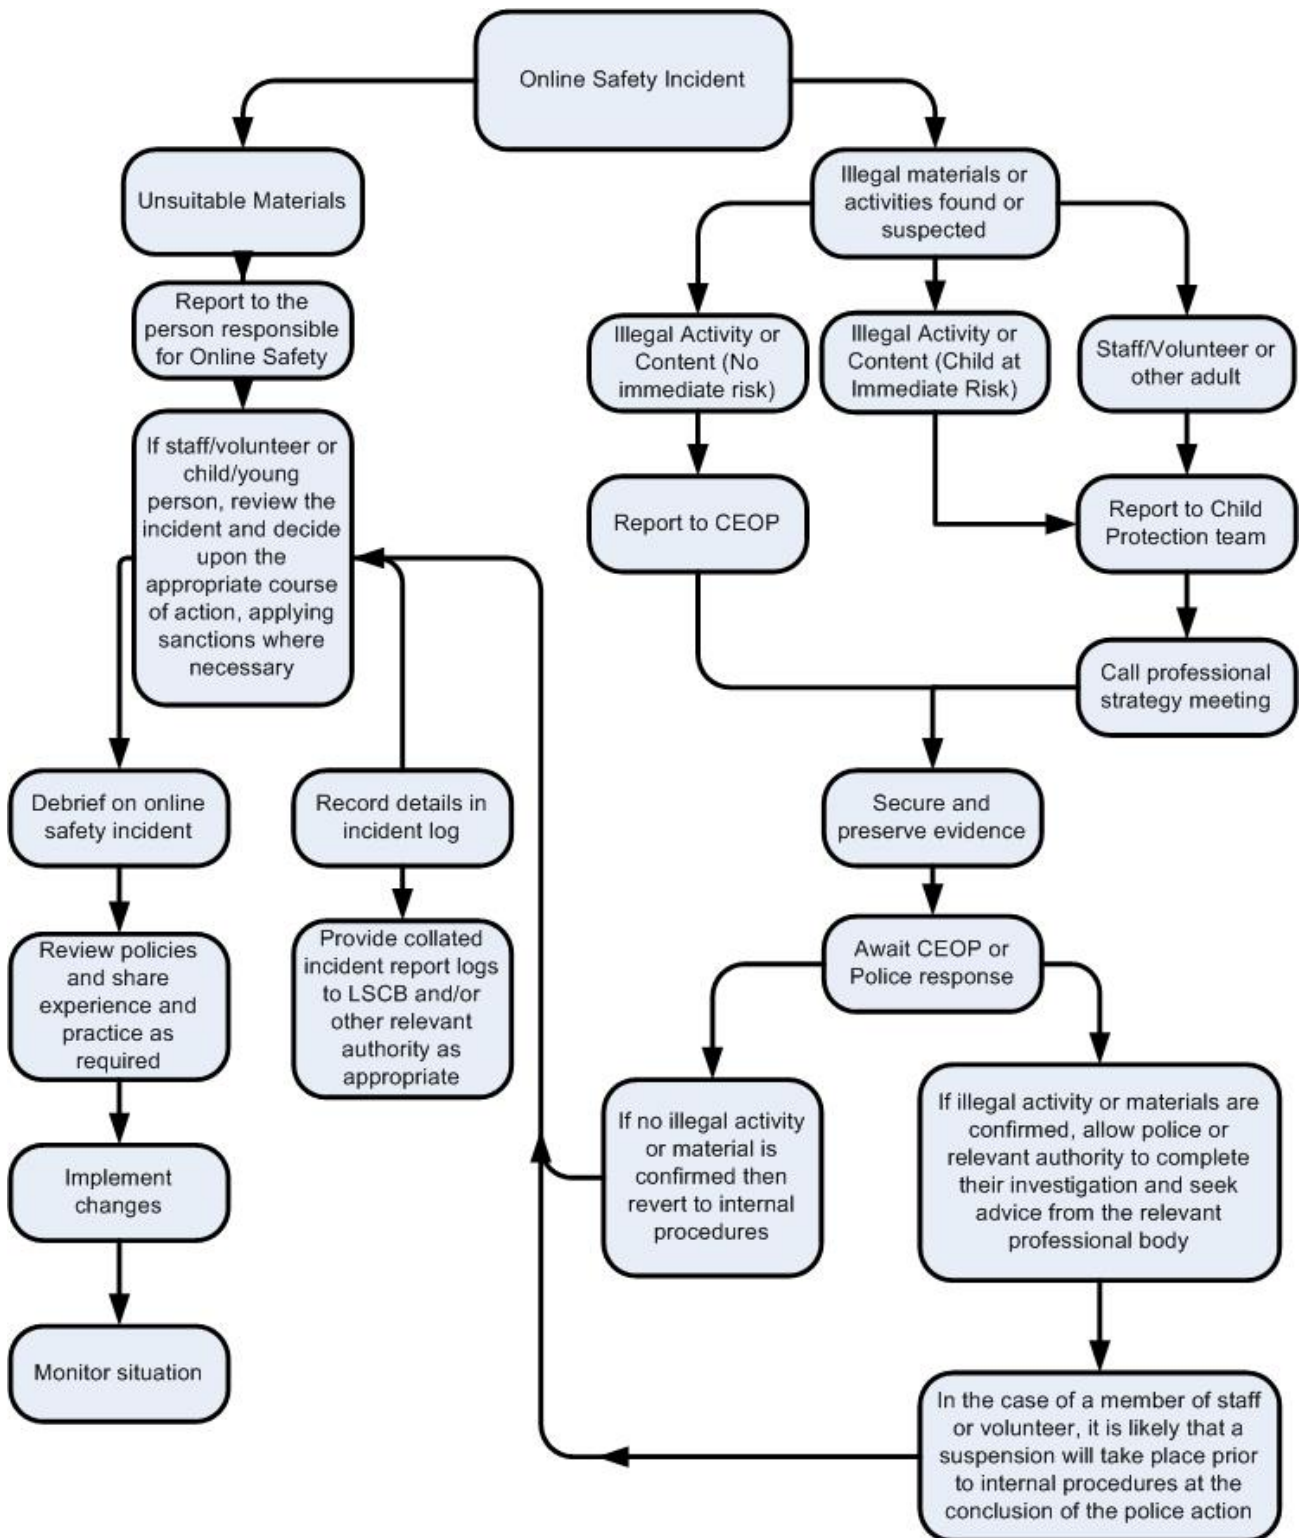 Online Safety Incident
Unsuitable Materials
Illegal materials or
activities found or
suspected
Report to the
person responsible
for Online Safety
Illegal Activity or
Content (No
immediate risk)
Illegal Activity or
Content (Child at
Immediate Risk)
Staff/Volunteer or
other adult
If staff/volunteer or
child/young
person, review the
incident and decide
upon the
appropriate course
of action, applying
sanctions where
necessary
Report to CEOP
Report to Child
Protection team
Call professional
strategy meeting
Debrief on online
safety incident
Record details in
incident log
Secure and
preserve evidence
Review policies
and share
experience and
practice as
required
Provide collated
incident report logs
to LSCB and/or
other relevant
authority as
appropriate
Await CEOP or
Police response
If no illegal activity
or material is
confirmed then
revert to internal
procedures
If illegal activity or materials are
confirmed, allow police or
relevant authority to complete
their investigation and seek
advice from the relevant
professional body
Implement
changes
Monitor situation
In the case of a member of staff
or volunteer, it is likely that a
suspension will take place prior
to internal procedures at the
conclusion of the police action